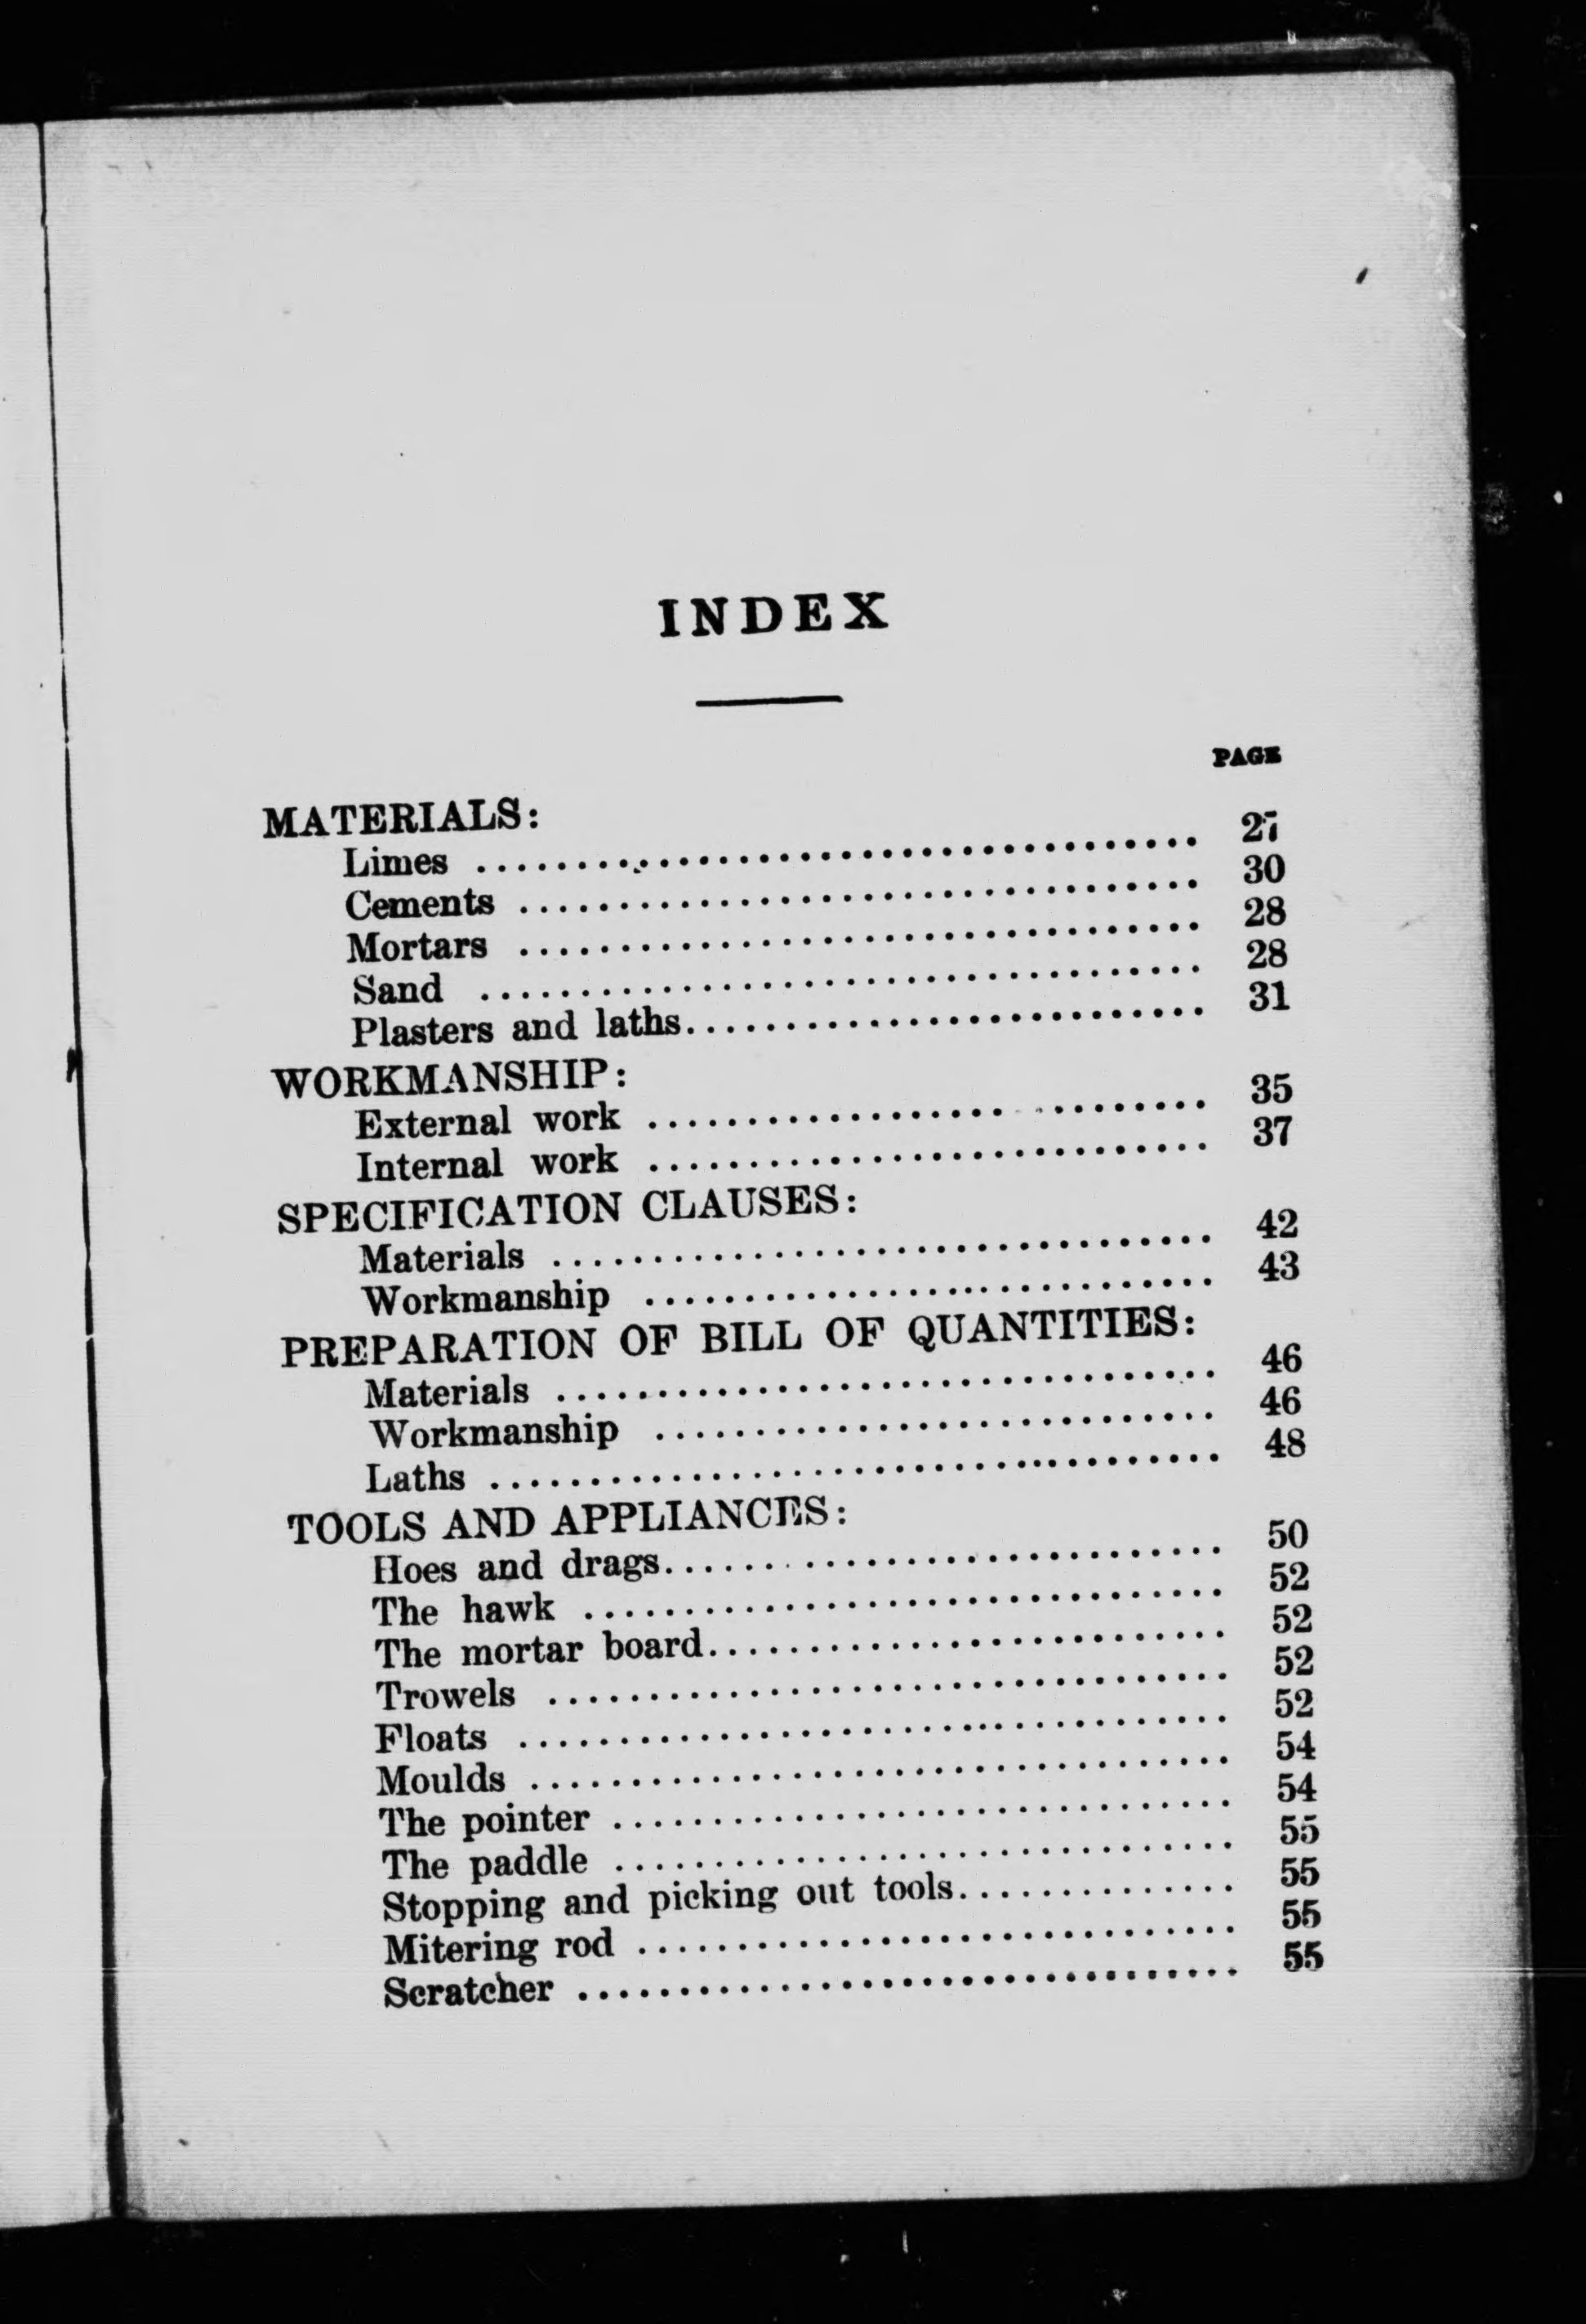 INDEX
PAGE
MATERIALS:
Limes .................................... 27
Cements .................................. 30
Mortars .................................. 28
Sand .................................... 28
Plasters and laths.......................... 31
WORKMANSHIP:
External work ............................ 35
Internal work ............................ 37
SPECIFICATION CLAUSES:
Materials ................................. 42
Workmanship ............................. 43
PREPARATION OF BILL OF QUANTITIES:
Materials ................................. 46
Workmanship ............................ 46
Laths ..................................... 48
TOOLS AND APPLIANCES:
Hoes and drags............................ 50
The hawk ................................ 52
The mortar board.......................... 52
Trowels .................................. 52
Floats .................................... 52
Moulds ................................... 54
The pointer ............................... 54
The paddle ............................... 55
Stopping and picking out tools.............. 55
Mitering rod .............................. 55
Scratcher ................................. 55